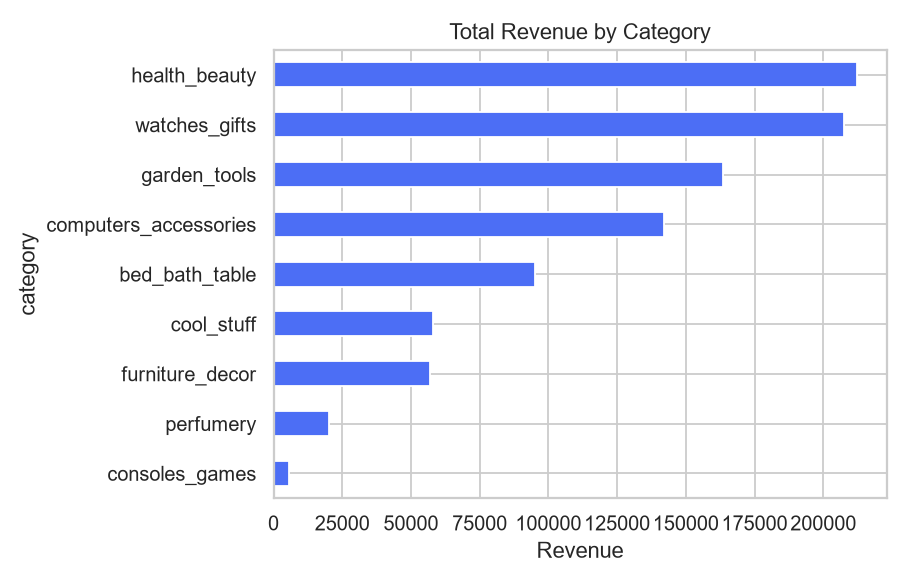 Total Revenue by Category
health_beauty
watches_gifts
garden_tools
computers_accessories
bed_bath_table
cool_stuff
furniture_decor
perfumery
consoles_games
category
0 25000 50000 75000 100000 125000 150000 175000 200000
Revenue